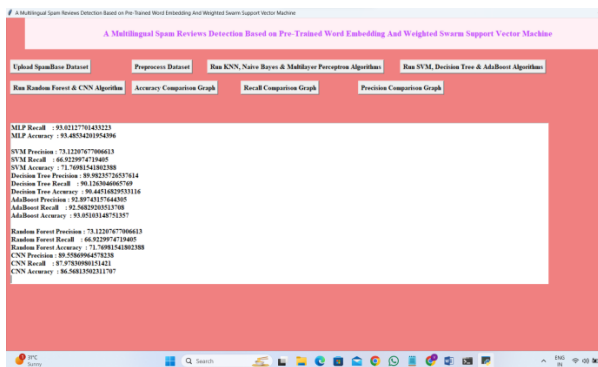 A Multilingual Spam Reviews Detection Based on Pre-Trained Word Embedding And Weighted Swarm Support Vector Machine
A Multilingual Spam Reviews Detection Based on Pre-Trained Word Embedding And Weighted Swarm Support Vector Machine
Upload SpamBase Dataset Preprocess Dataset Run KNN, Naive Bayes & Multilayer Perceptron Algorithms Run SVM, Decision Tree & AdaBoost Algorithms
Run Random Forest & CNN Algorithm Accuracy Comparison Graph Recall Comparison Graph Precision Comparison Graph
MLP Recall : 93.02127701433223
MLP Accuracy : 93.48534201954396
SVM Precision : 73.12207677006613
SVM Recall : 66.9229974719405
SVM Accuracy : 71.76981541802388
Decision Tree Precision : 89.98235726537614
Decision Tree Recall : 90.1263046065769
Decision Tree Accuracy : 90.44516829533116
AdaBoost Precision : 92.89743157644305
AdaBoost Recall : 92.56829203513708
AdaBoost Accuracy : 93.05103148751357
Random Forest Precision : 73.12207677006613
Random Forest Recall : 66.9229974719405
Random Forest Accuracy : 71.76981541802388
CNN Precision : 89.55869964578238
CNN Recall : 87.97830980151421
CNN Accuracy : 86.56813502311707
31°C
Sunny
Search
ENG
IN